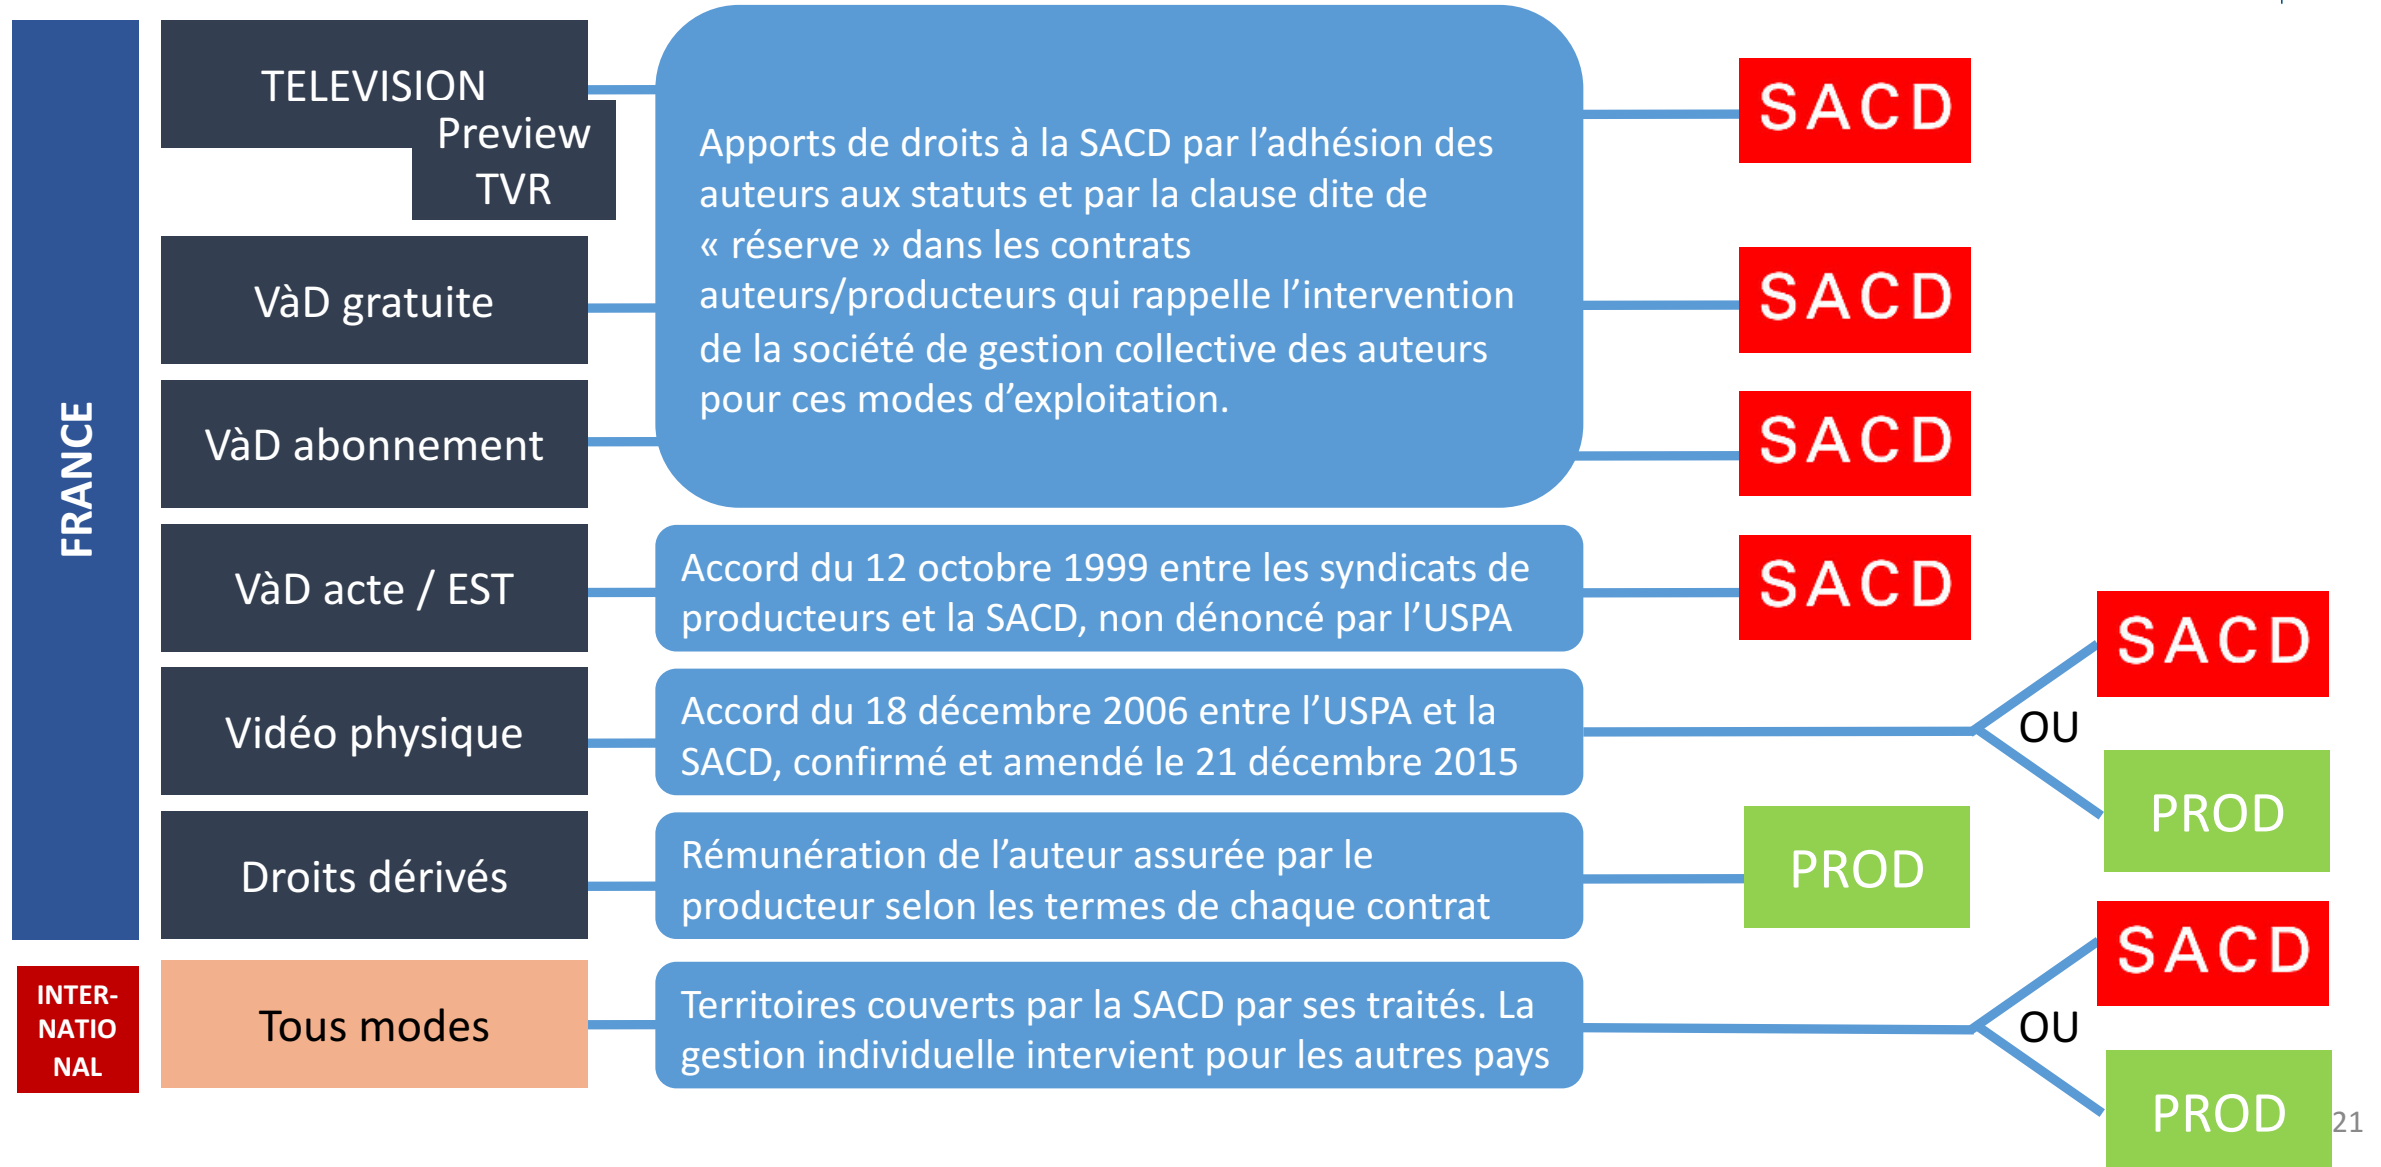 FRANCE
TELEVISION
Preview
TVR
Apports de droits à la SACD par l’adhésion des
auteurs aux statuts et par la clause dite de
« réserve » dans les contrats
auteurs/producteurs qui rappelle l’intervention
de la société de gestion collective des auteurs
pour ces modes d’exploitation.
SACD
VàD gratuite
SACD
VàD abonnement
SACD
VàD acte / EST
Accord du 12 octobre 1999 entre les syndicats de
producteurs et la SACD, non dénoncé par l’USPA
SACD
Vidéo physique
Accord du 18 décembre 2006 entre l’USPA et la
SACD, confirmé et amendé le 21 décembre 2015
SACD
OU
PROD
Droits dérivés
Rémunération de l’auteur assurée par le
producteur selon les termes de chaque contrat
PROD
INTER-
NATIO
NAL
Tous modes
Territoires couverts par la SACD par ses traités. La
gestion individuelle intervient pour les autres pays
SACD
OU
PROD
21